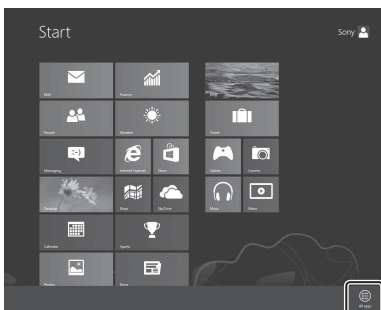 Start
Sony
Mail
Finance
People
Weather
Travel
Messaging
Internet Explorer
Store
Games
Camera
Desktop
Maps
SkyDrive
Music
Video
Calendar
Sports
Photos
News
All apps